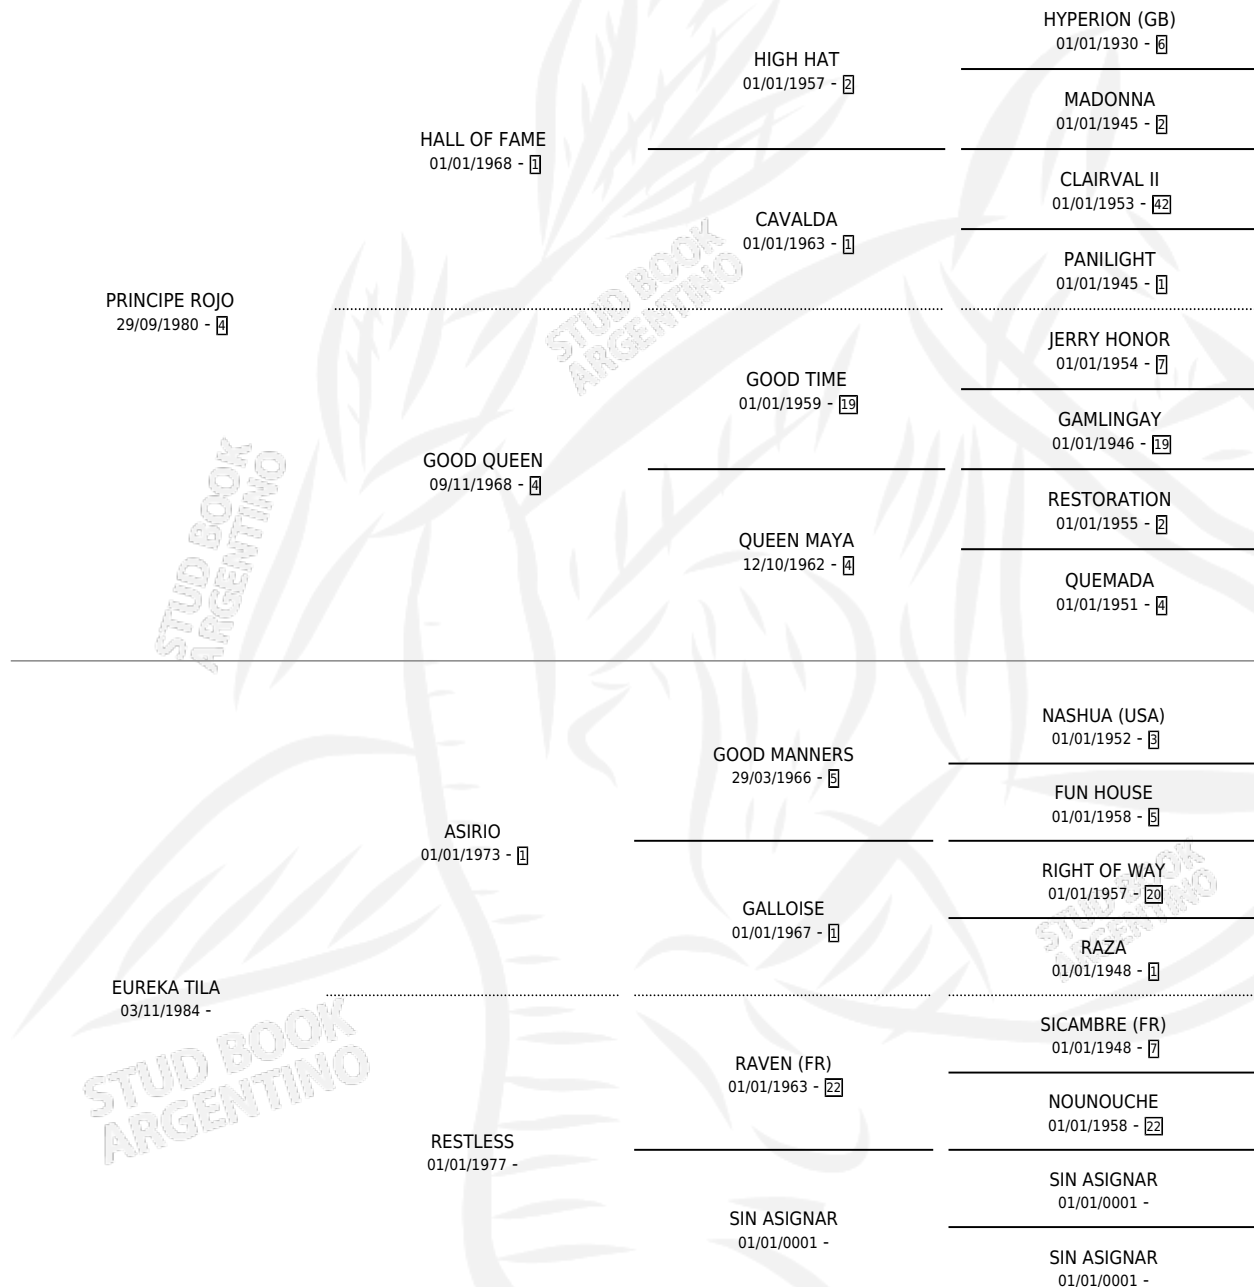 HYPERION (GB)
01/01/1930 - 6
HIGH HAT
01/01/1957 - 2
MADONNA
01/01/1945 - 2
HALL OF FAME
01/01/1968 - 1
CLAIRVAL II
01/01/1953 - 42
CAVALDA
01/01/1963 - 1
PANILIGHT
01/01/1945 - 1
PRINCIPE ROJO
29/09/1980 - 4
JERRY HONOR
01/01/1954 - 7
GOOD TIME
01/01/1959 - 19
GAMLINGAY
01/01/1946 - 19
GOOD QUEEN
09/11/1968 - 4
RESTORATION
01/01/1955 - 2
QUEEN MAYA
12/10/1962 - 4
QUEMADA
01/01/1951 - 4
NASHUA (USA)
01/01/1952 - 3
GOOD MANNERS
29/03/1966 - 5
FUN HOUSE
01/01/1958 - 5
ASIRIO
01/01/1973 - 1
RIGHT OF WAY
01/01/1957 - 20
GALLOISE
01/01/1967 - 1
RAZA
01/01/1948 - 1
EUREKA TILA
03/11/1984 -
SICAMBRE (FR)
01/01/1948 - 7
RAVEN (FR)
01/01/1963 - 22
NOUNOUCHE
01/01/1958 - 22
RESTLESS
01/01/1977 -
SIN ASIGNAR
01/01/0001 -
SIN ASIGNAR
01/01/0001 -
SIN ASIGNAR
01/01/0001 -
STUD BOOK
ARGENTINO
STUD BOOK
ARGENTINO
STUD BOOK
ARGENTINO
STUD BOOK
ARGENTINO